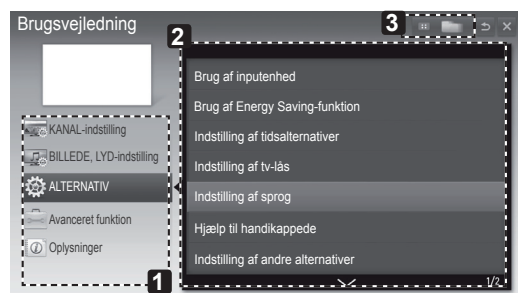 Brugsvejledning
3
2
KANAL-indstilling
BILLEDE, LYD-indstilling
ALTERNATIV
Avanceret funktion
Oplysninger
1
Brug af inputenhed
Brug af Energy Saving-funktion
Indstilling af tidsalternativer
Indstilling af tv-lås
Indstilling af sprog
Hjælp til handikappede
Indstilling af andre alternativer
1/2